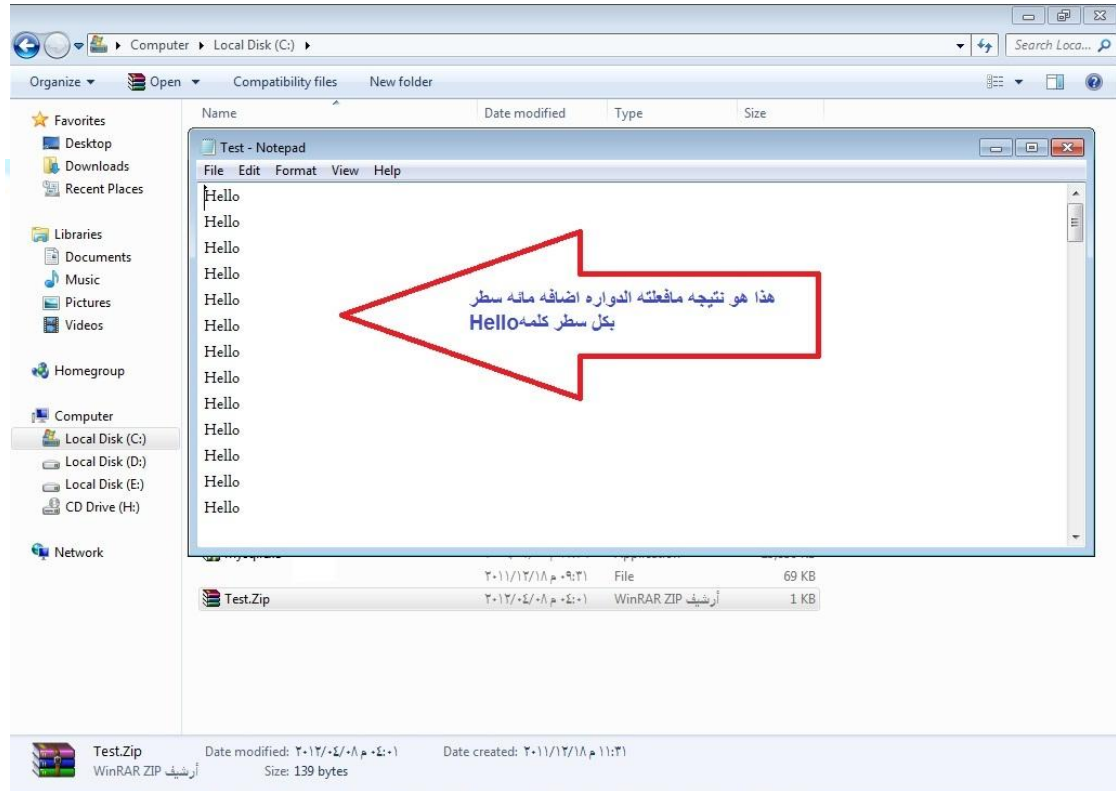 Computer ▸ Local Disk (C:) ▸
Search Loca...
Organize Open Compatibility files New folder
Name Date modified Type Size
Favorites
Desktop
Downloads
Recent Places
Libraries
Documents
Music
Pictures
Videos
Homegroup
Computer
Local Disk (C:)
Local Disk (D:)
Local Disk (E:)
CD Drive (H:)
Network
Test - Notepad
File Edit Format View Help
Hello
Hello
Hello
Hello
Hello
Hello
Hello
Hello
Hello
Hello
Hello
Hello
Hello
هذا هو نتيجه مافعلته الدواره اضافه مائه سطر
بكل سطر كلمهHello
٢٠١١/١٢/١٨ م ٠٩:٣١ File 69 KB
Test.Zip ٢٠١٢/٠٤/٠٨ م ٠٤:٠١ أرشيف WinRAR ZIP 1 KB
Test.Zip Date modified: ٢٠١٢/٠٤/٠٨ م ٠٤:٠١ Date created: ٢٠١١/١٢/١٨ م ١١:٣١
أرشيف WinRAR ZIP Size: 139 bytes